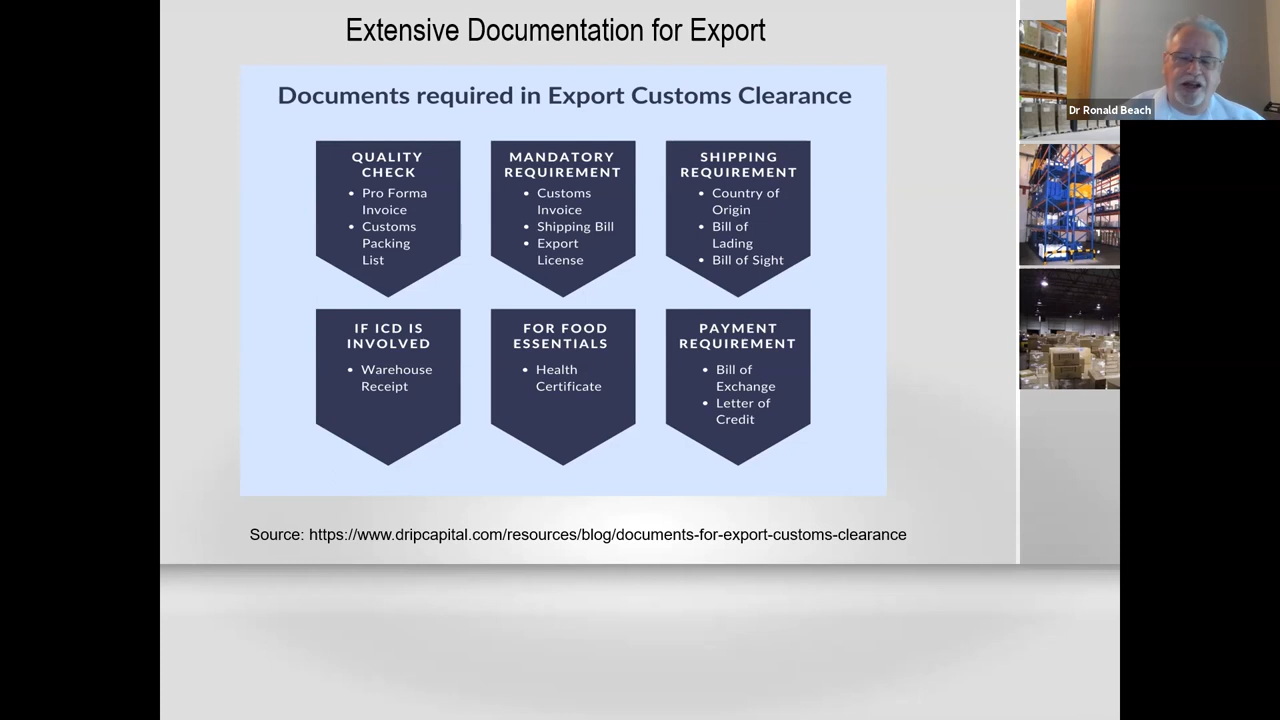 Extensive Documentation for Export
Dr Ronald Beach
Documents required in Export Customs Clearance
QUALITY
CHECK
• Pro Forma
Invoice
• Customs
Packing
List
MANDATORY
REQUIREMENT
• Customs
Invoice
• Shipping Bill
• Export
License
SHIPPING
REQUIREMENT
• Country of
Origin
• Bill of
Lading
• Bill of Sight
IF ICD IS
INVOLVED
• Warehouse
Receipt
FOR FOOD
ESSENTIALS
• Health
Certificate
PAYMENT
REQUIREMENT
• Bill of
Exchange
• Letter of
Credit
Source: https://www.dripcapital.com/resources/blog/documents-for-export-customs-clearance